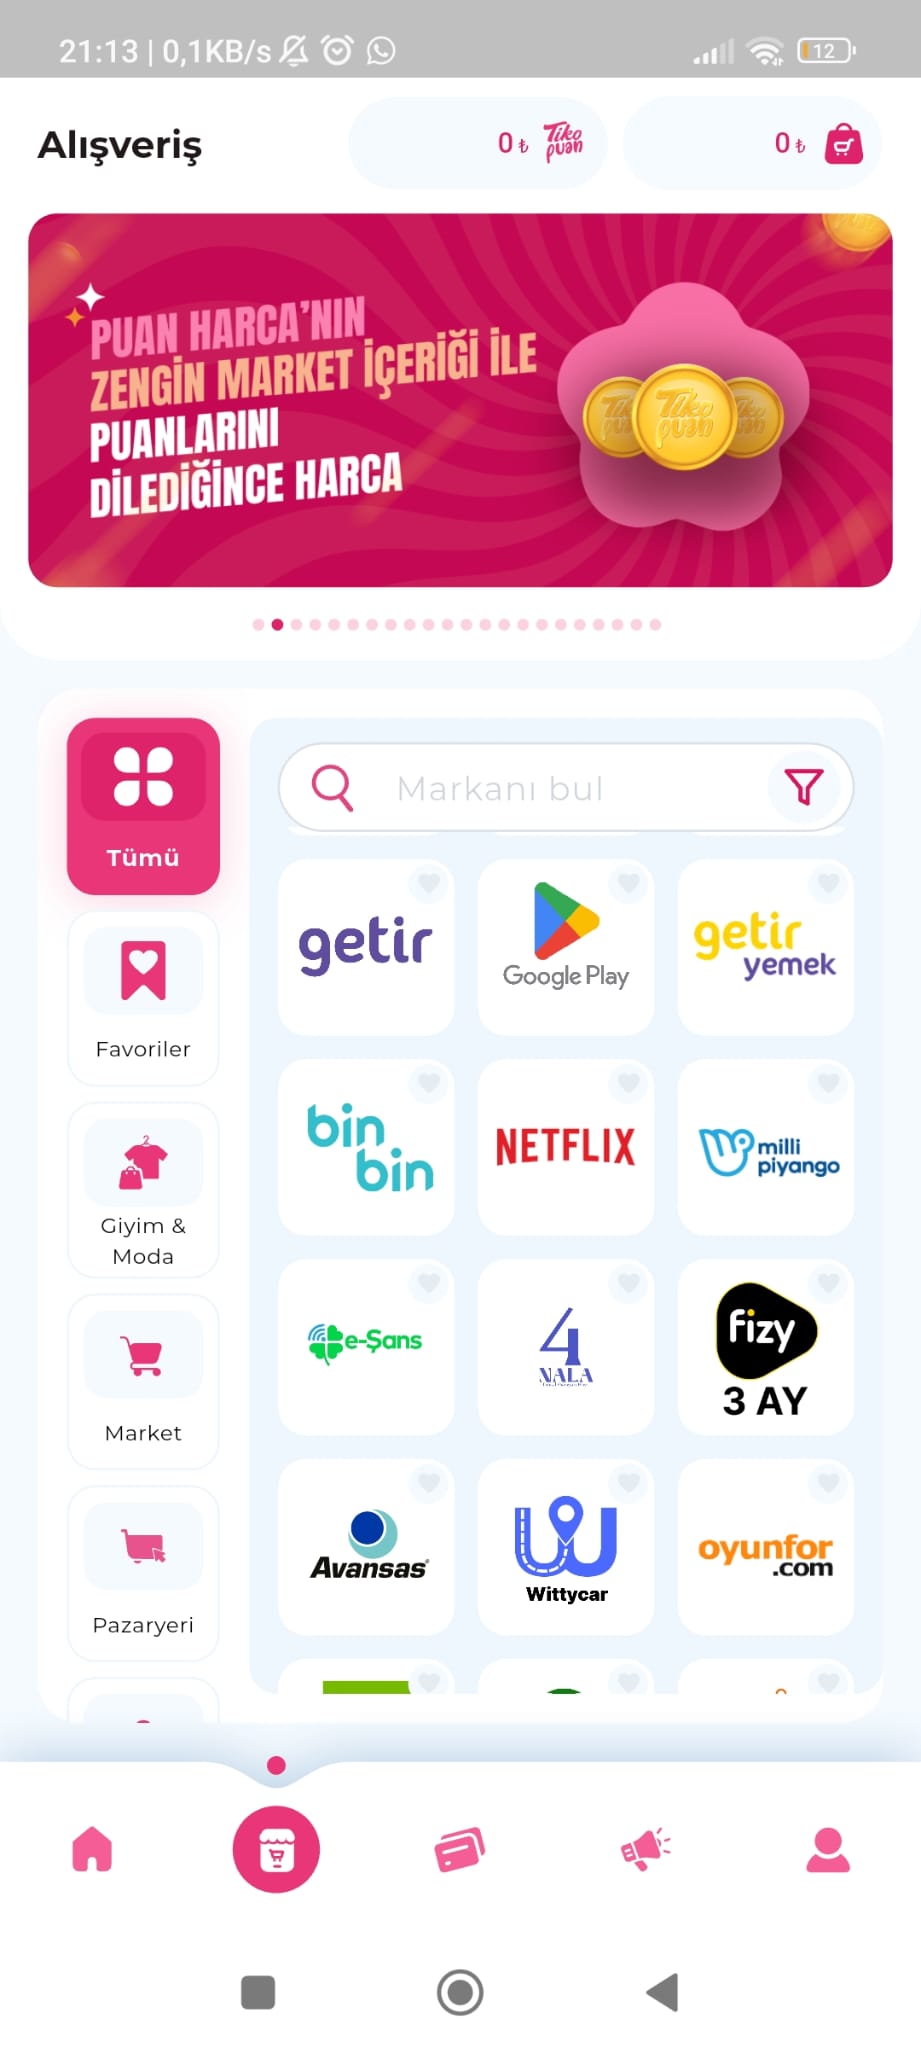 21:13 | 0,1KB/s
12
Alışveriş
0 ₺ Tiko puan
0 ₺
PUAN HARCA'NIN
ZENGİN MARKET İÇERİĞİ İLE
PUANLARINI
DİLEDİĞİNCE HARCA
Tiko puan
Tümü
Markanı bul
getir
Google Play
getir
yemek
Favoriler
bin
bin
NETFLIX
milli
piyango
Giyim &
Moda
e-Şans
4
NALA
fizy
3 AY
Market
Avansas
Wittycar
oyunfor
.com
Pazaryeri